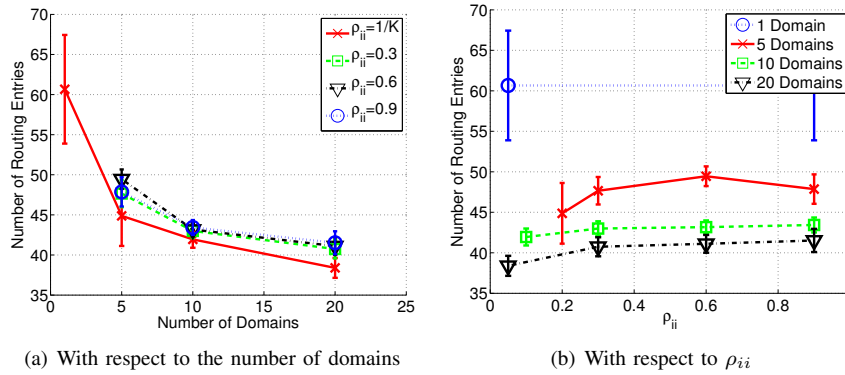 70
65
60
55
50
45
40
35
0
5
10
15
20
25
Number of Routing Entries
Number of Domains
ρii=1/K
ρii=0.3
ρii=0.6
ρii=0.9
(a) With respect to the number of domains
70
65
60
55
50
45
40
35
0
0.2
0.4
0.6
0.8
Number of Routing Entries
ρii
1 Domain
5 Domains
10 Domains
20 Domains
(b) With respect to ρii